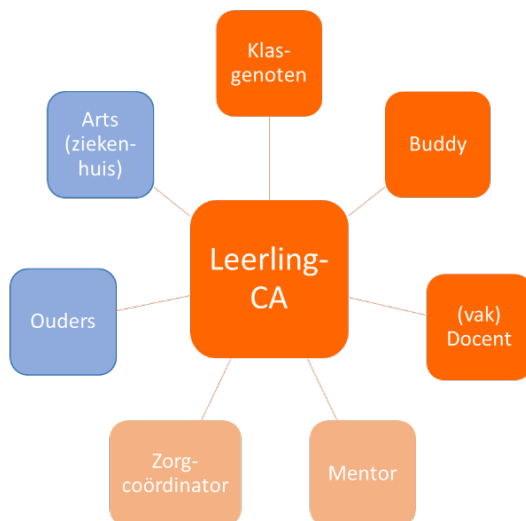 Klas-
genoten
Arts
(zieken-
huis)
Buddy
Leerling-
CA
Ouders
(vak)
Docent
Zorg-
coördinator
Mentor